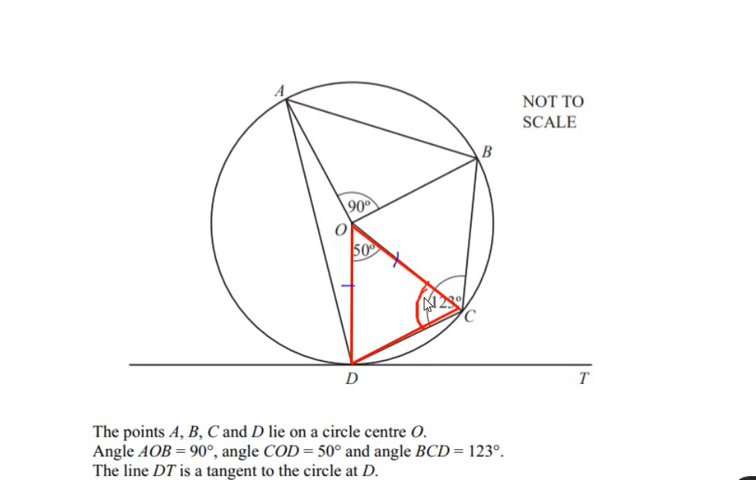 A
NOT TO
SCALE
B
90°
O
50°
123°
C
D
T
The points A, B, C and D lie on a circle centre O.
Angle AOB = 90°, angle COD = 50° and angle BCD = 123°.
The line DT is a tangent to the circle at D.